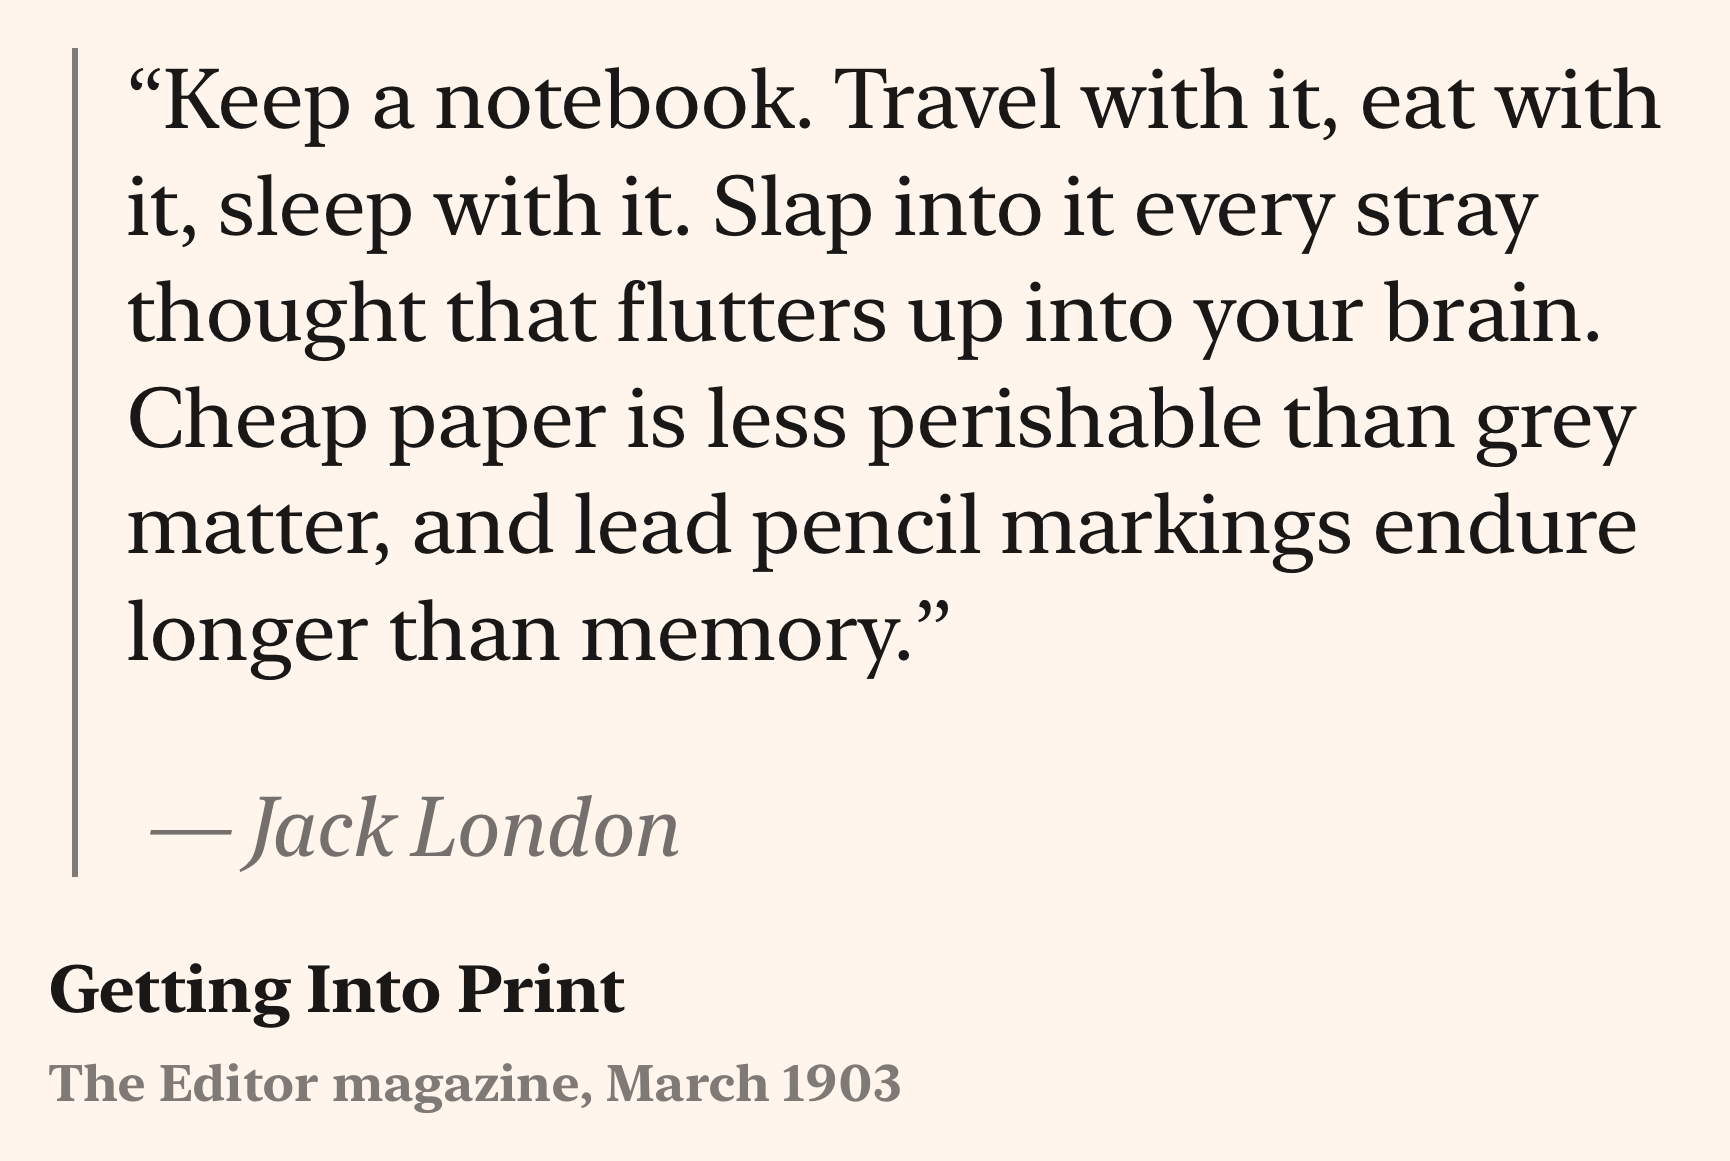 “Keep a notebook. Travel with it, eat with
it, sleep with it. Slap into it every stray
thought that flutters up into your brain.
Cheap paper is less perishable than grey
matter, and lead pencil markings endure
longer than memory.”
— Jack London
Getting Into Print
The Editor magazine, March 1903